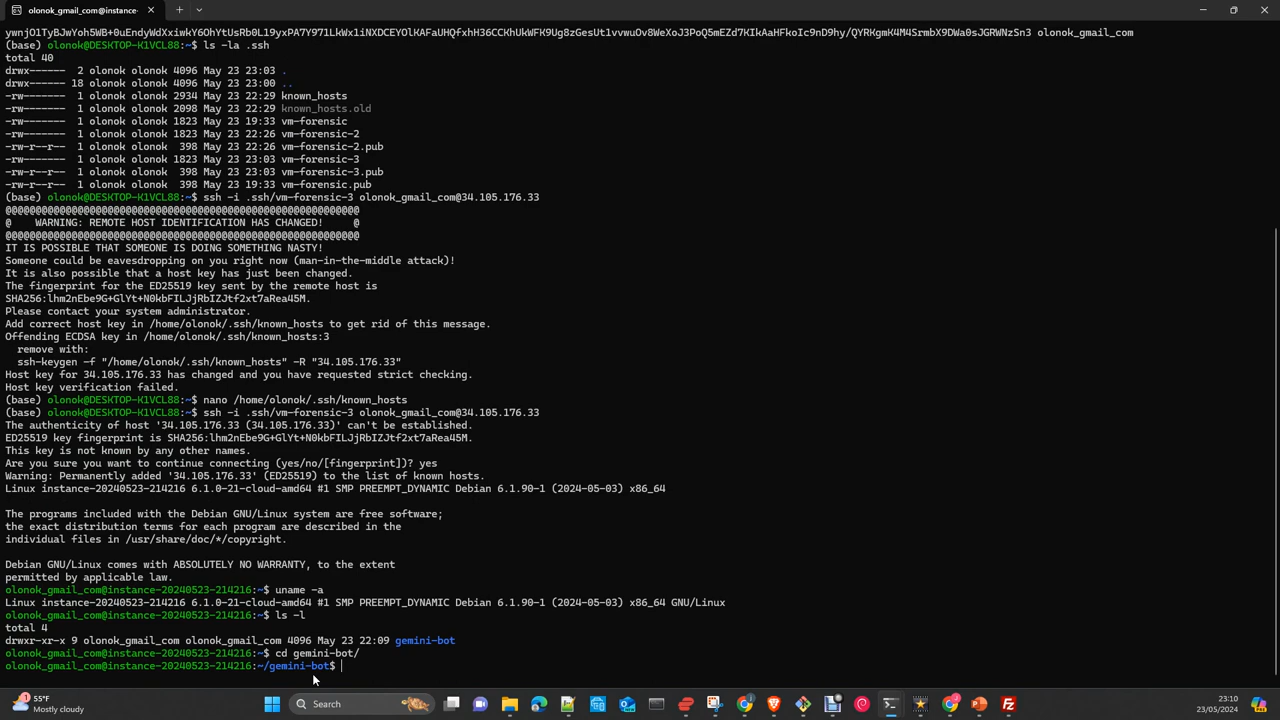 olonok_gmail_com@
ywnjO1TyBJwYoh5WB+0uEndyWdXxiwkY6OhYtUsRb0L19yxPA7Y971LkWx1iNXDCEYOlKAFaUHQfxhH36CCKhUkWFK9Ug8zGesUt1vvwuOv8WeXoJ3PoQ5mEZd7KIkAaHFkoIc9nD9hy/QYRKgmK4M4SrmbX9DWa0sJGRWNzSn3 olonok_gmail_com
(base) olonok@DESKTOP-K1VCL88:~$ ls -la .ssh
total 40
drwx------ 2 olonok olonok 4096 May 23 23:03 .
drwx------ 18 olonok olonok 4096 May 23 23:00 ..
-rw------- 1 olonok olonok 2934 May 23 22:29 known_hosts
-rw------- 1 olonok olonok 2098 May 23 22:29 known_hosts.old
-rw------- 1 olonok olonok 1823 May 23 19:33 vm-forensic
-rw------- 1 olonok olonok 1823 May 23 22:26 vm-forensic-2
-rw-r--r-- 1 olonok olonok 398 May 23 22:26 vm-forensic-2.pub
-rw------- 1 olonok olonok 1823 May 23 23:03 vm-forensic-3
-rw-r--r-- 1 olonok olonok 398 May 23 23:03 vm-forensic-3.pub
-rw-r--r-- 1 olonok olonok 398 May 23 19:33 vm-forensic.pub
(base) olonok@DESKTOP-K1VCL88:~$ ssh -i .ssh/vm-forensic-3 olonok_gmail_com@34.105.176.33
@@@@@@@@@@@@@@@@@@@@@@@@@@@@@@@@@@@@@@@@@@@@@@@@@@@@@@@@@@@
@ WARNING: REMOTE HOST IDENTIFICATION HAS CHANGED! @
@@@@@@@@@@@@@@@@@@@@@@@@@@@@@@@@@@@@@@@@@@@@@@@@@@@@@@@@@@@
IT IS POSSIBLE THAT SOMEONE IS DOING SOMETHING NASTY!
Someone could be eavesdropping on you right now (man-in-the-middle attack)!
It is also possible that a host key has just been changed.
The fingerprint for the ED25519 key sent by the remote host is
SHA256:lhm2nEbe9G+GlYt+N0kbFILJjRbIZJtf2xt7aRea45M.
Please contact your system administrator.
Add correct host key in /home/olonok/.ssh/known_hosts to get rid of this message.
Offending ECDSA key in /home/olonok/.ssh/known_hosts:3
remove with:
ssh-keygen -f "/home/olonok/.ssh/known_hosts" -R "34.105.176.33"
Host key for 34.105.176.33 has changed and you have requested strict checking.
Host key verification failed.
(base) olonok@DESKTOP-K1VCL88:~$ nano /home/olonok/.ssh/known_hosts
(base) olonok@DESKTOP-K1VCL88:~$ ssh -i .ssh/vm-forensic-3 olonok_gmail_com@34.105.176.33
The authenticity of host '34.105.176.33 (34.105.176.33)' can't be established.
ED25519 key fingerprint is SHA256:lhm2nEbe9G+GlYt+N0kbFILJjRbIZJtf2xt7aRea45M.
This key is not known by any other names.
Are you sure you want to continue connecting (yes/no/[fingerprint])? yes
Warning: Permanently added '34.105.176.33' (ED25519) to the list of known hosts.
Linux instance-20240523-214216 6.1.0-21-cloud-amd64 #1 SMP PREEMPT_DYNAMIC Debian 6.1.90-1 (2024-05-03) x86_64
The programs included with the Debian GNU/Linux system are free software;
the exact distribution terms for each program are described in the
individual files in /usr/share/doc/*/copyright.
Debian GNU/Linux comes with ABSOLUTELY NO WARRANTY, to the extent
permitted by applicable law.
olonok_gmail_com@instance-20240523-214216:~$ uname -a
Linux instance-20240523-214216 6.1.0-21-cloud-amd64 #1 SMP PREEMPT_DYNAMIC Debian 6.1.90-1 (2024-05-03) x86_64 GNU/Linux
olonok_gmail_com@instance-20240523-214216:~$ ls -l
total 4
drwxr-xr-x 9 olonok_gmail_com olonok_gmail_com 4096 May 23 22:09 gemini-bot
olonok_gmail_com@instance-20240523-214216:~$ cd gemini-bot/
olonok_gmail_com@instance-20240523-214216:~/gemini-bot$
55°F
Mostly cloudy
Search
23:10
23/05/2024